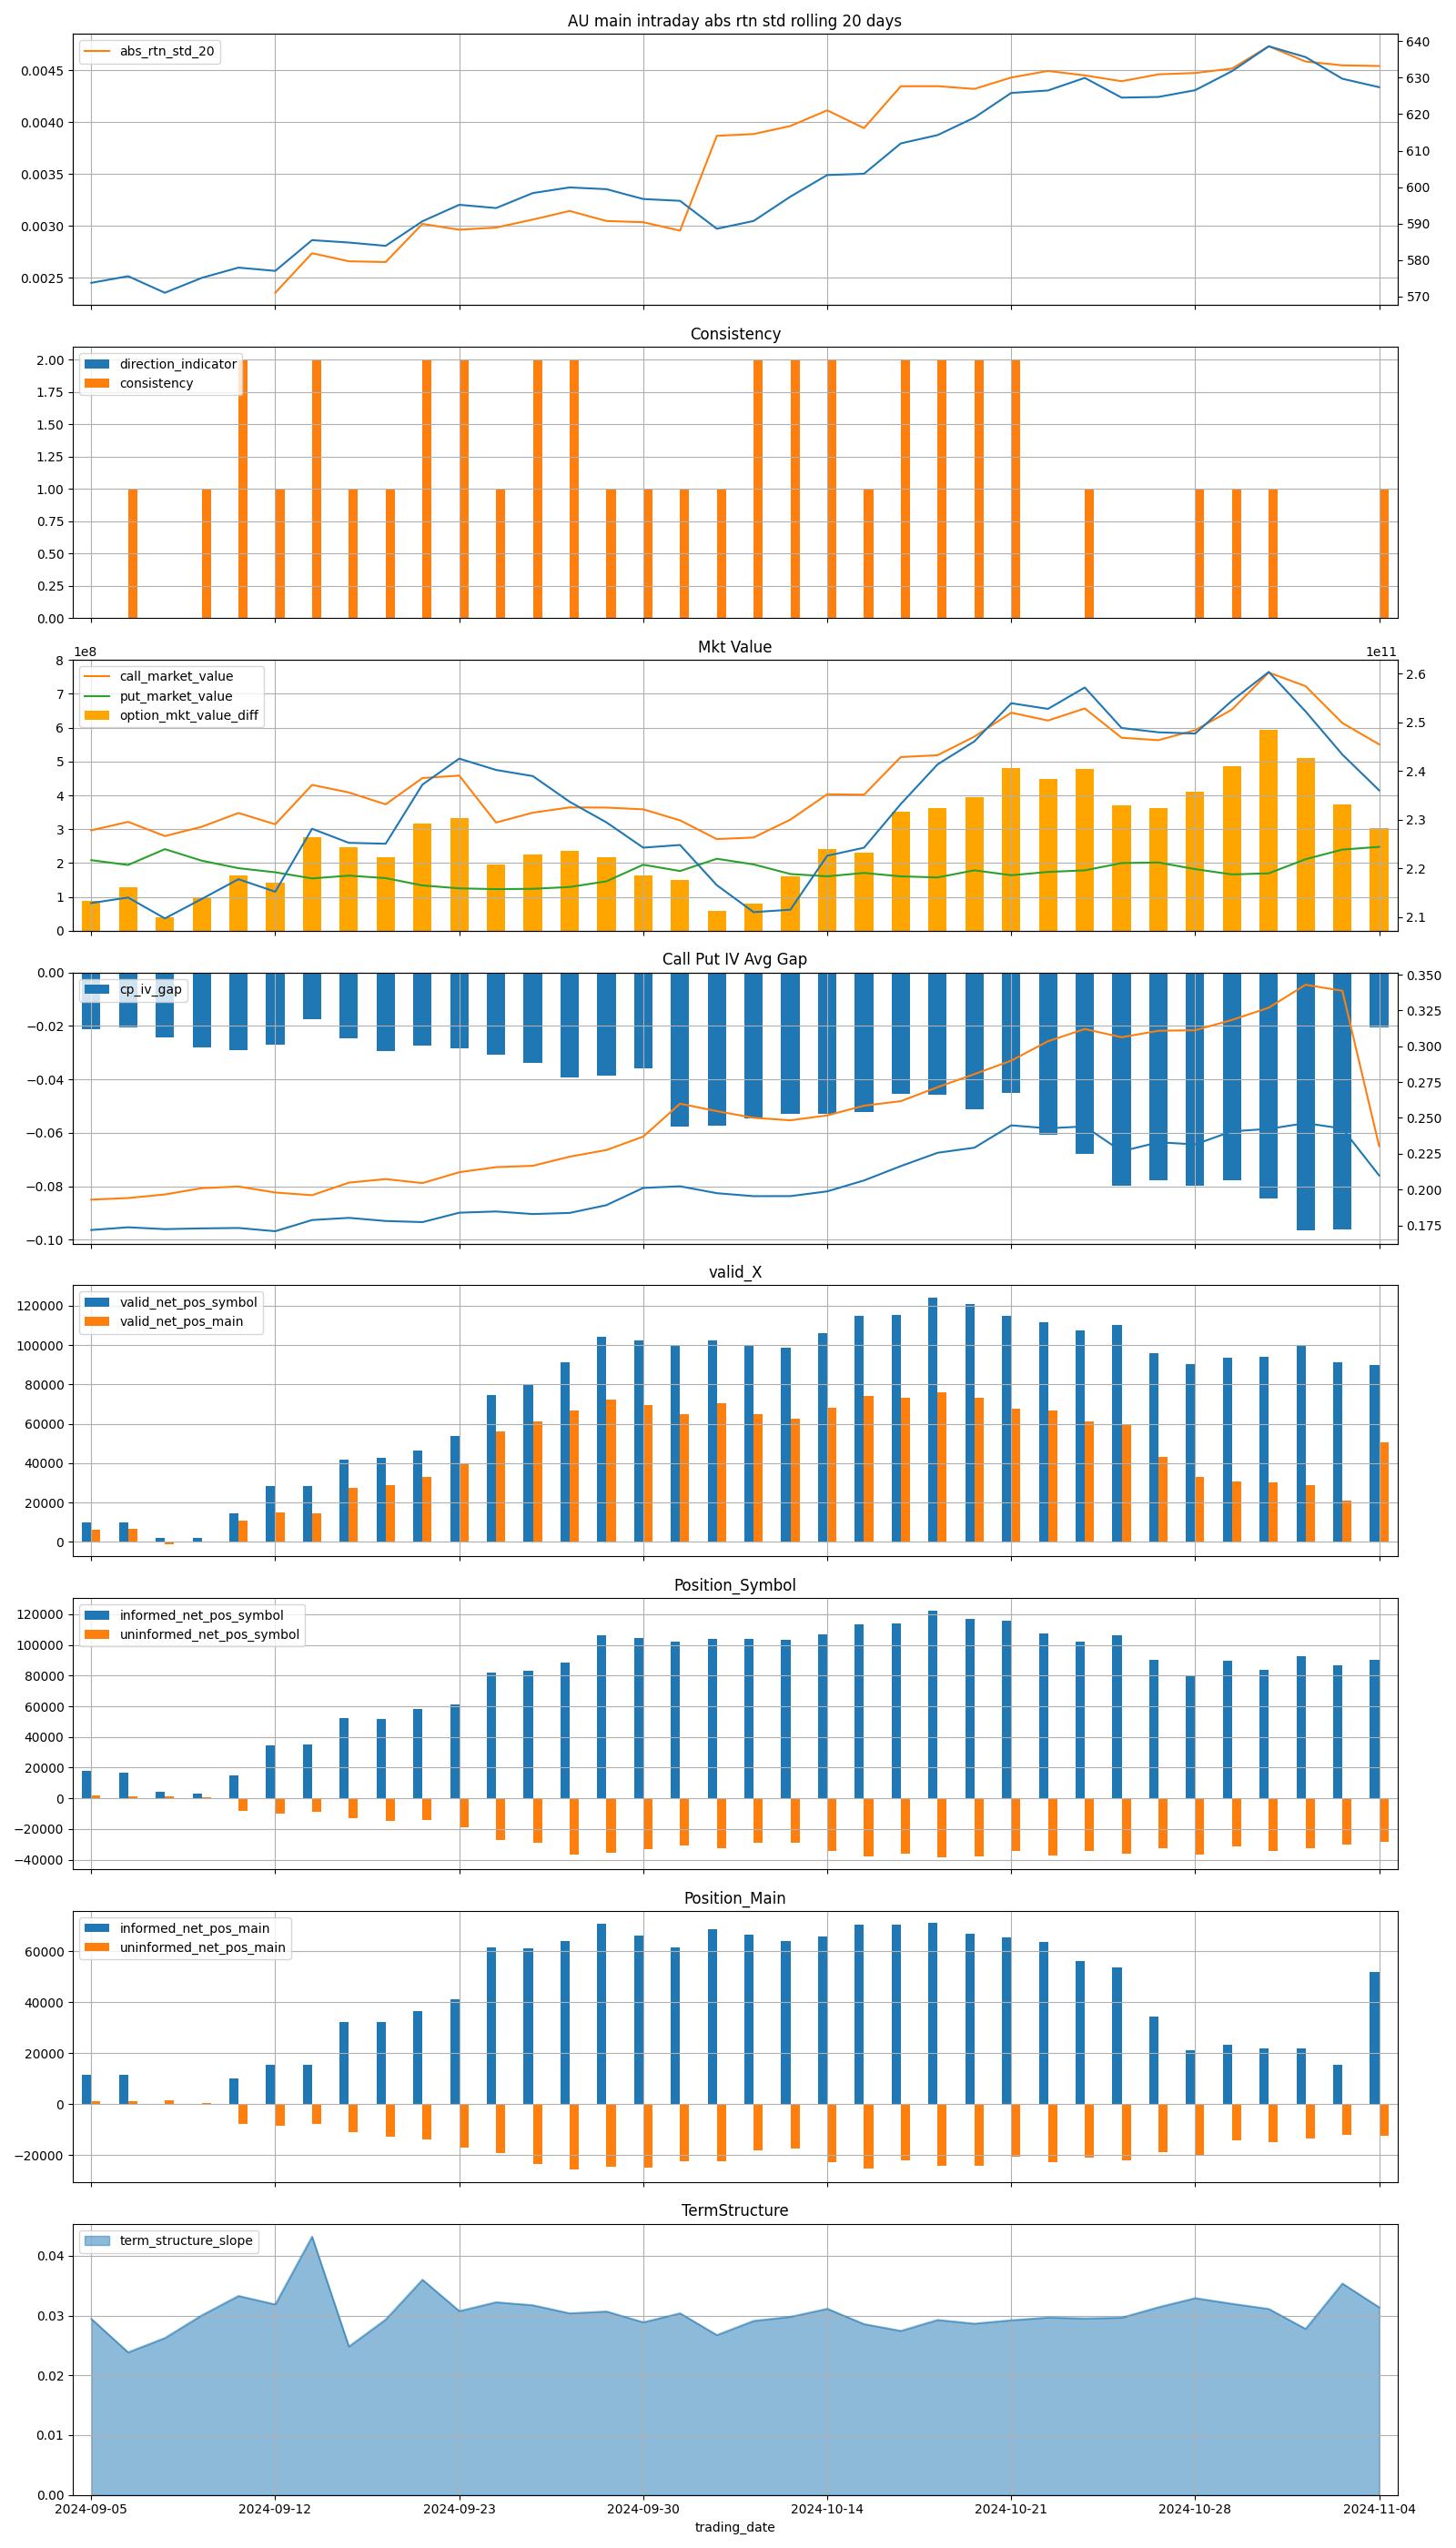 AU main intraday abs rtn std rolling 20 days
abs_rtn_std_20
0.0045
0.0040
0.0035
0.0030
0.0025
640
630
620
610
600
590
580
570
Consistency
direction_indicator
consistency
2.00
1.75
1.50
1.25
1.00
0.75
0.50
0.25
0.00
Mkt Value
1e8
1e11
call_market_value
put_market_value
option_mkt_value_diff
8
7
6
5
4
3
2
1
0
2.6
2.5
2.4
2.3
2.2
2.1
Call Put IV Avg Gap
cp_iv_gap
0.00
−0.02
−0.04
−0.06
−0.08
−0.10
0.350
0.325
0.300
0.275
0.250
0.225
0.200
0.175
valid_X
valid_net_pos_symbol
valid_net_pos_main
120000
100000
80000
60000
40000
20000
0
Position_Symbol
informed_net_pos_symbol
uninformed_net_pos_symbol
120000
100000
80000
60000
40000
20000
0
−20000
−40000
Position_Main
informed_net_pos_main
uninformed_net_pos_main
60000
40000
20000
0
−20000
TermStructure
term_structure_slope
0.04
0.03
0.02
0.01
0.00
2024-09-05 2024-09-12 2024-09-23 2024-09-30 2024-10-14 2024-10-21 2024-10-28 2024-11-04
trading_date